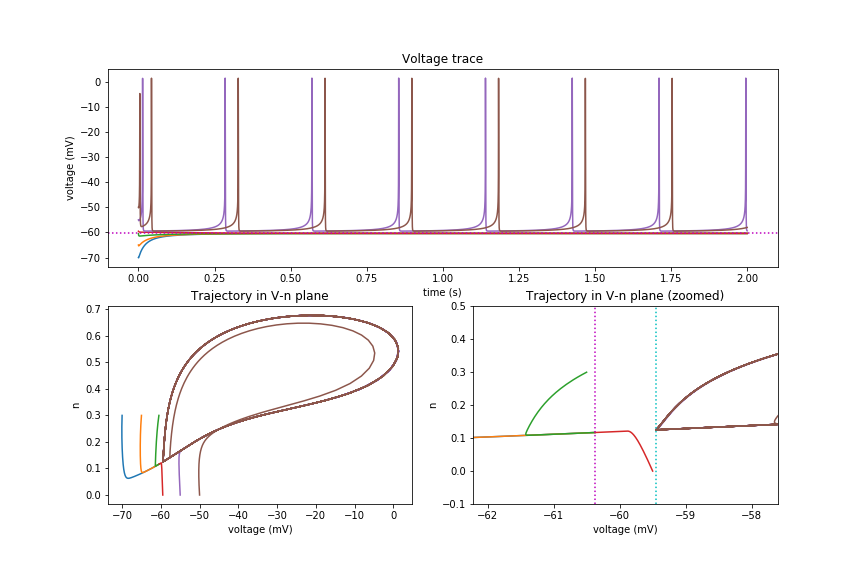 Voltage trace
voltage (mV)
0
−10
−20
−30
−40
−50
−60
−70
0.00 0.25 0.50 0.75 1.00 1.25 1.50 1.75 2.00
time (s)
Trajectory in V-n plane
n
0.7
0.6
0.5
0.4
0.3
0.2
0.1
0.0
−70 −60 −50 −40 −30 −20 −10 0
voltage (mV)
Trajectory in V-n plane (zoomed)
n
0.5
0.4
0.3
0.2
0.1
0.0
−0.1
−62 −61 −60 −59 −58
voltage (mV)